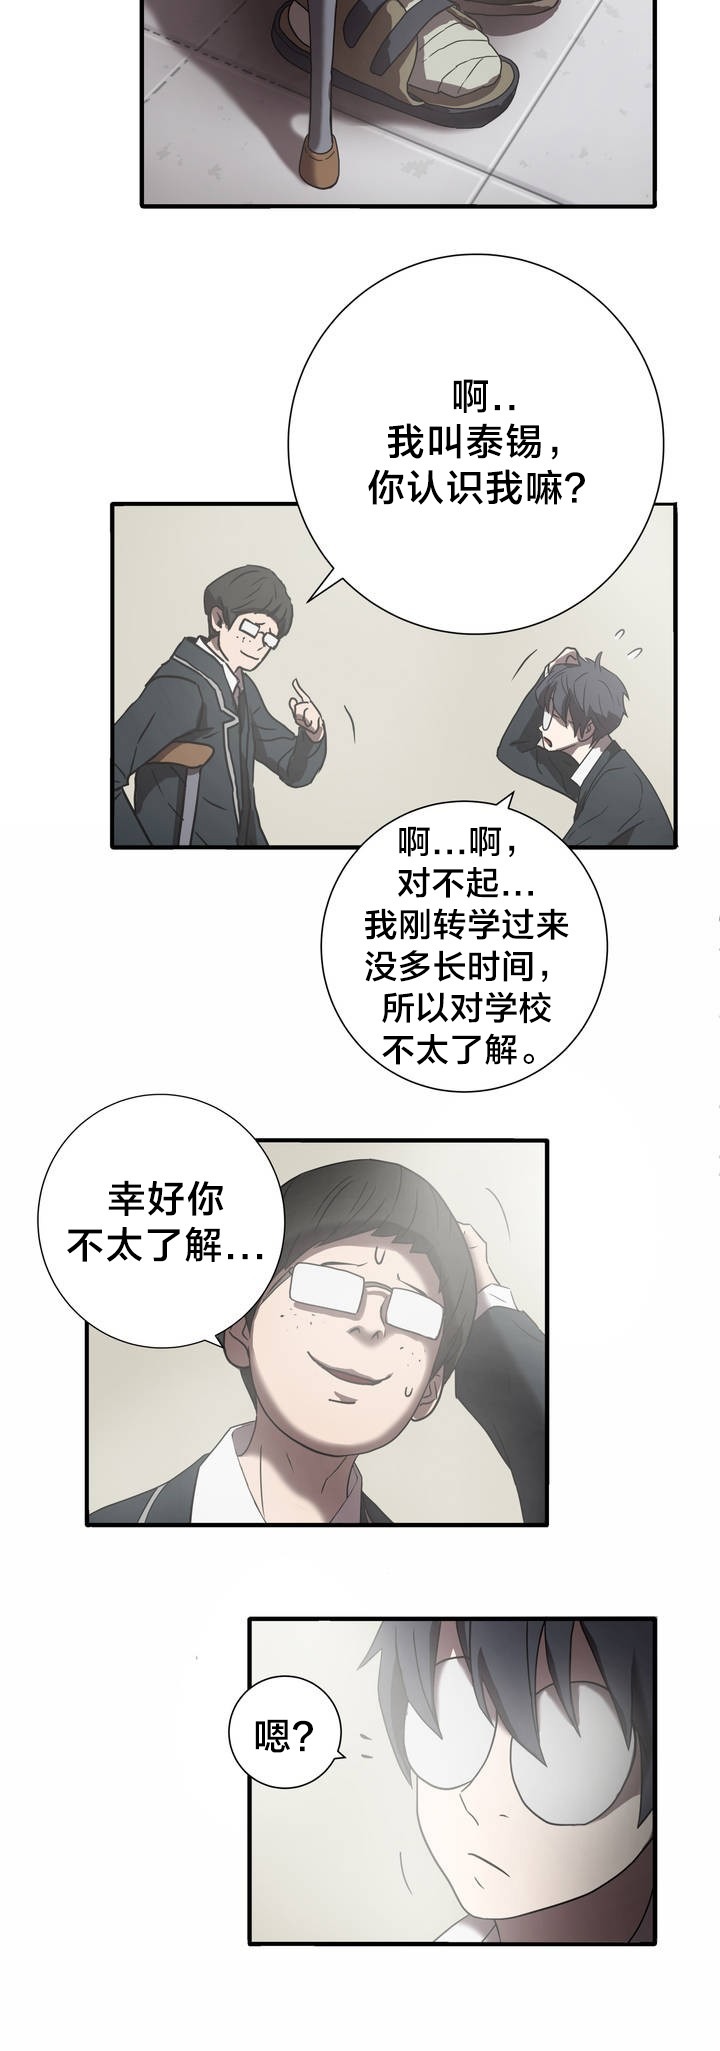 啊..
我叫泰锡，
你认识我嘛？
啊...啊，
对不起...
我刚转学过来
没多长时间，
所以对学校
不太了解。
幸好你
不太了解...
嗯？